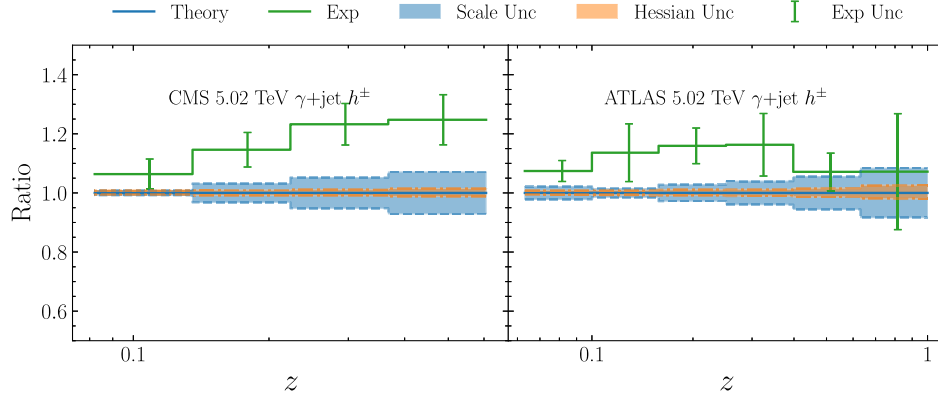 Theory Exp Scale Unc Hessian Unc Exp Unc
CMS 5.02 TeV γ+jet h±
ATLAS 5.02 TeV γ+jet h±
Ratio
1.4
1.2
1.0
0.8
0.6
0.1
0.1 1
z
z